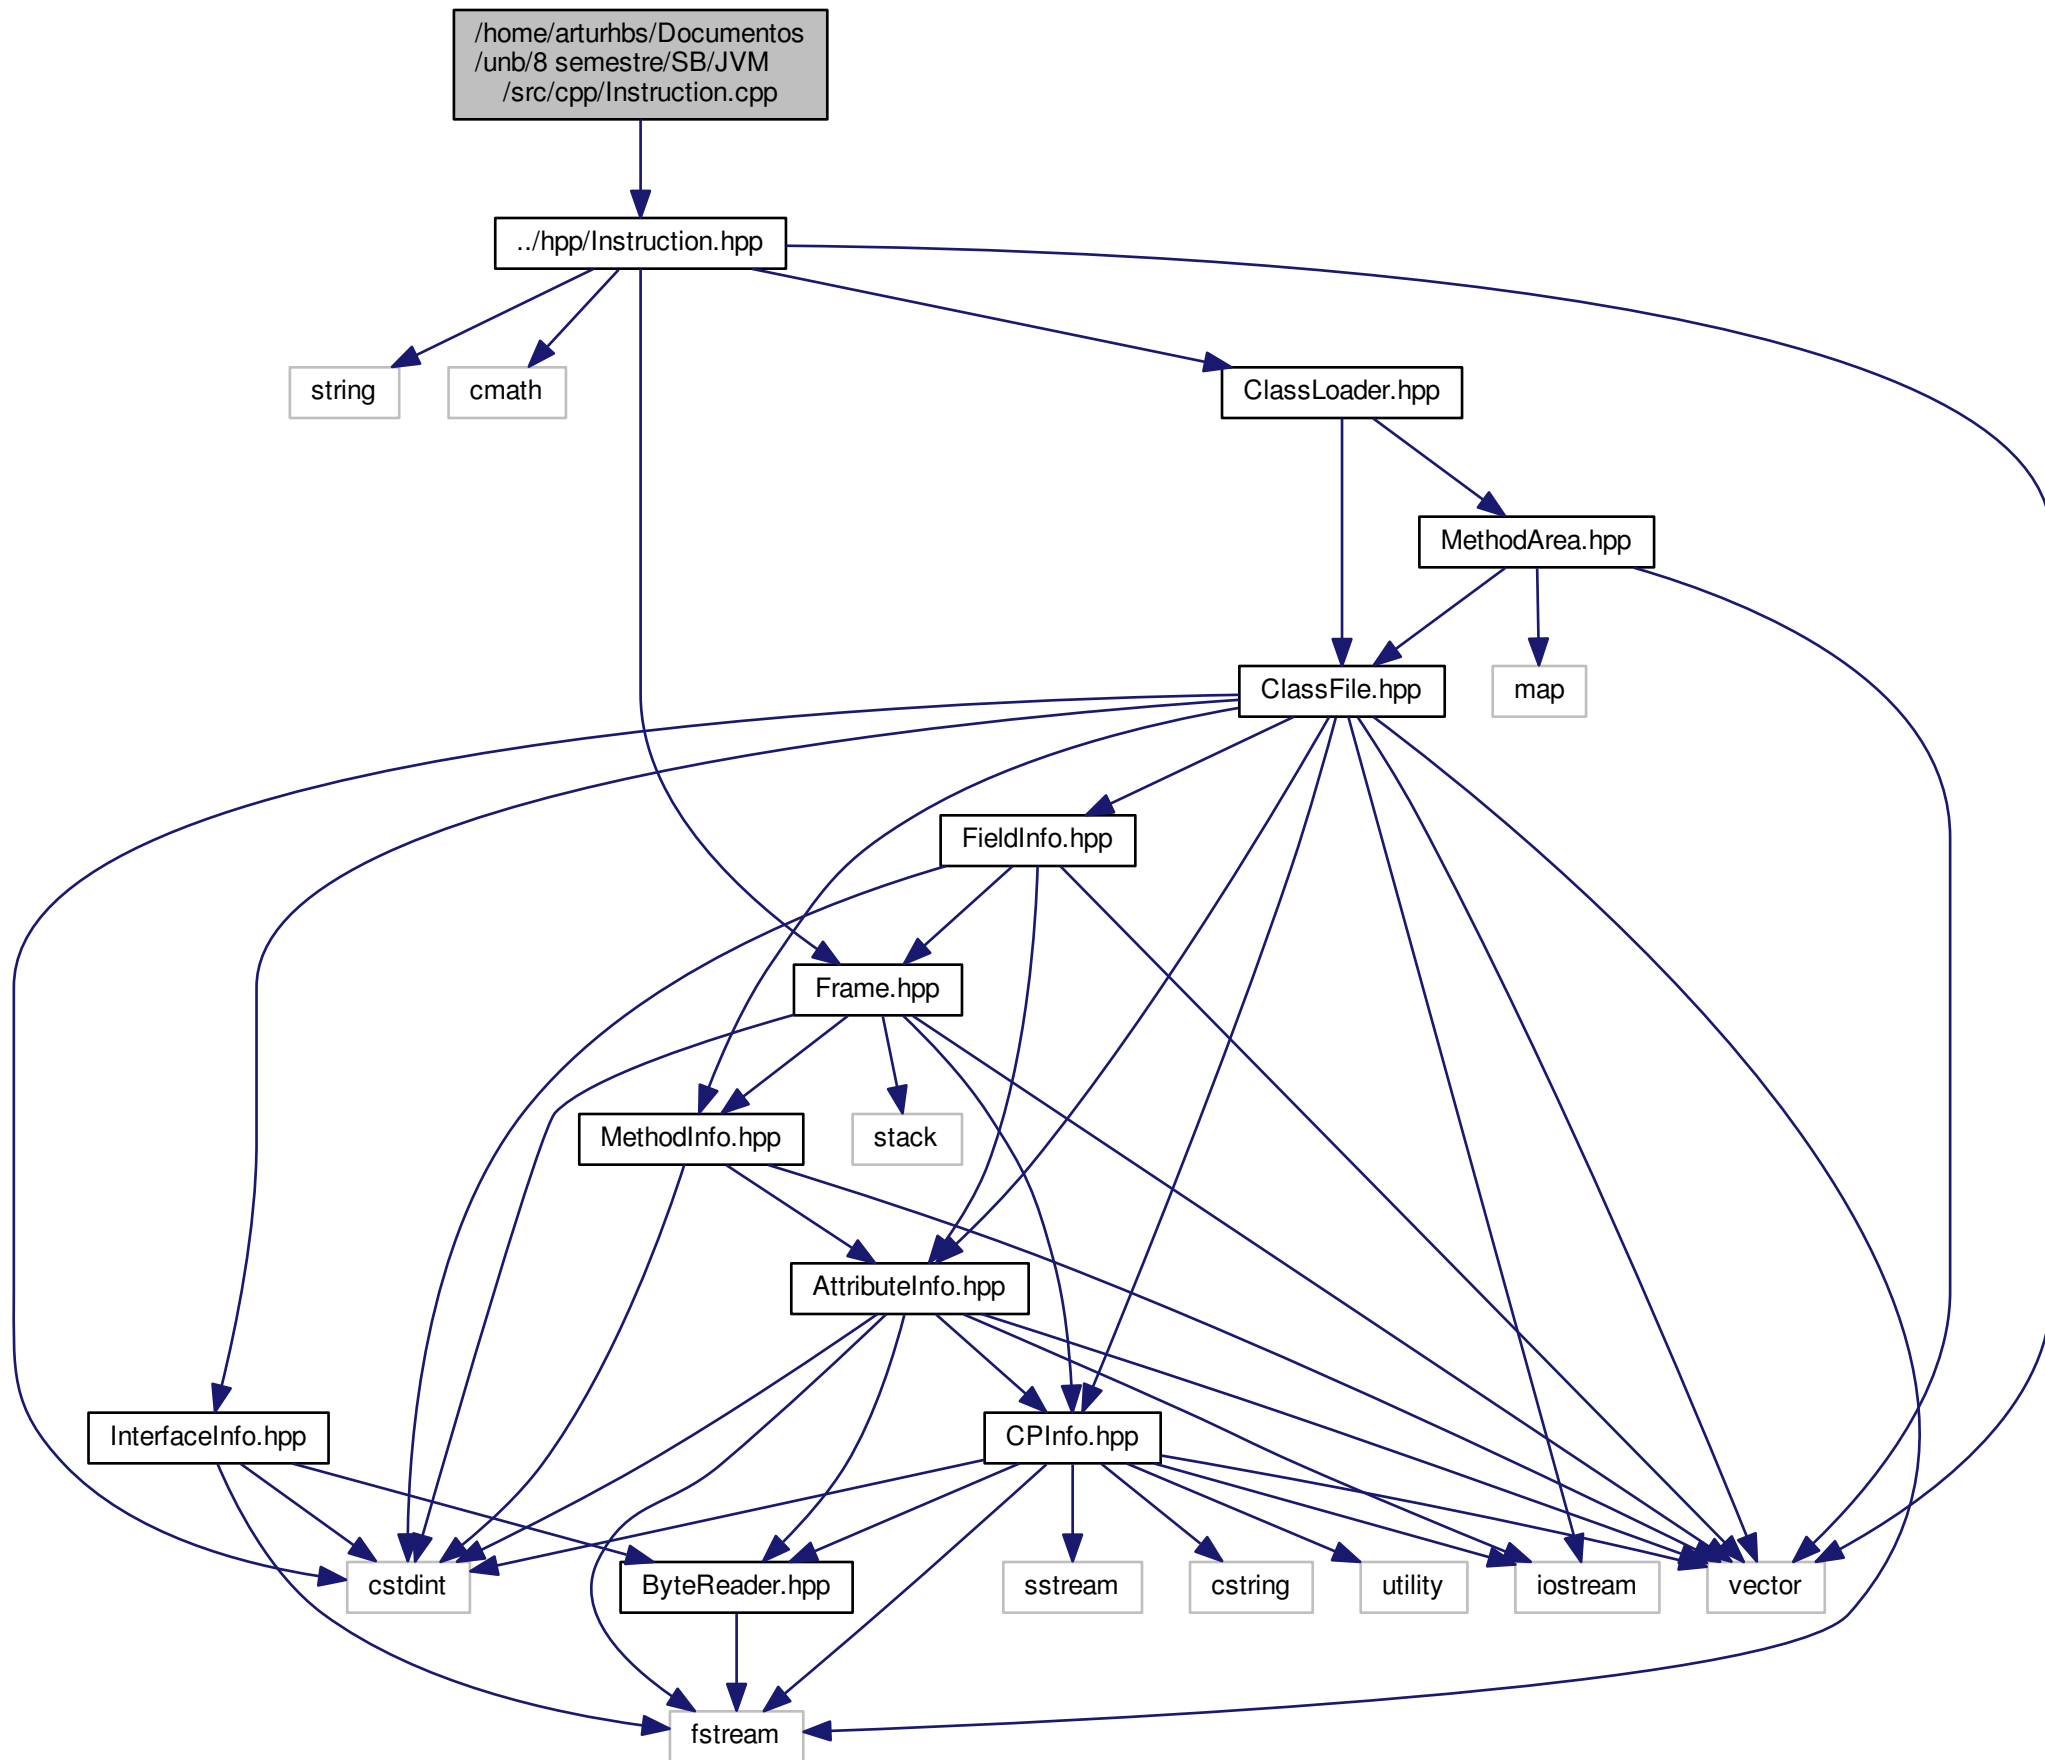 /home/arturhbs/Documentos
/unb/8 semestre/SB/JVM
/src/cpp/Instruction.cpp
../hpp/Instruction.hpp
string
cmath
ClassLoader.hpp
MethodArea.hpp
ClassFile.hpp
map
FieldInfo.hpp
Frame.hpp
MethodInfo.hpp
stack
AttributeInfo.hpp
InterfaceInfo.hpp
CPInfo.hpp
cstdint
ByteReader.hpp
sstream
cstring
utility
iostream
vector
fstream